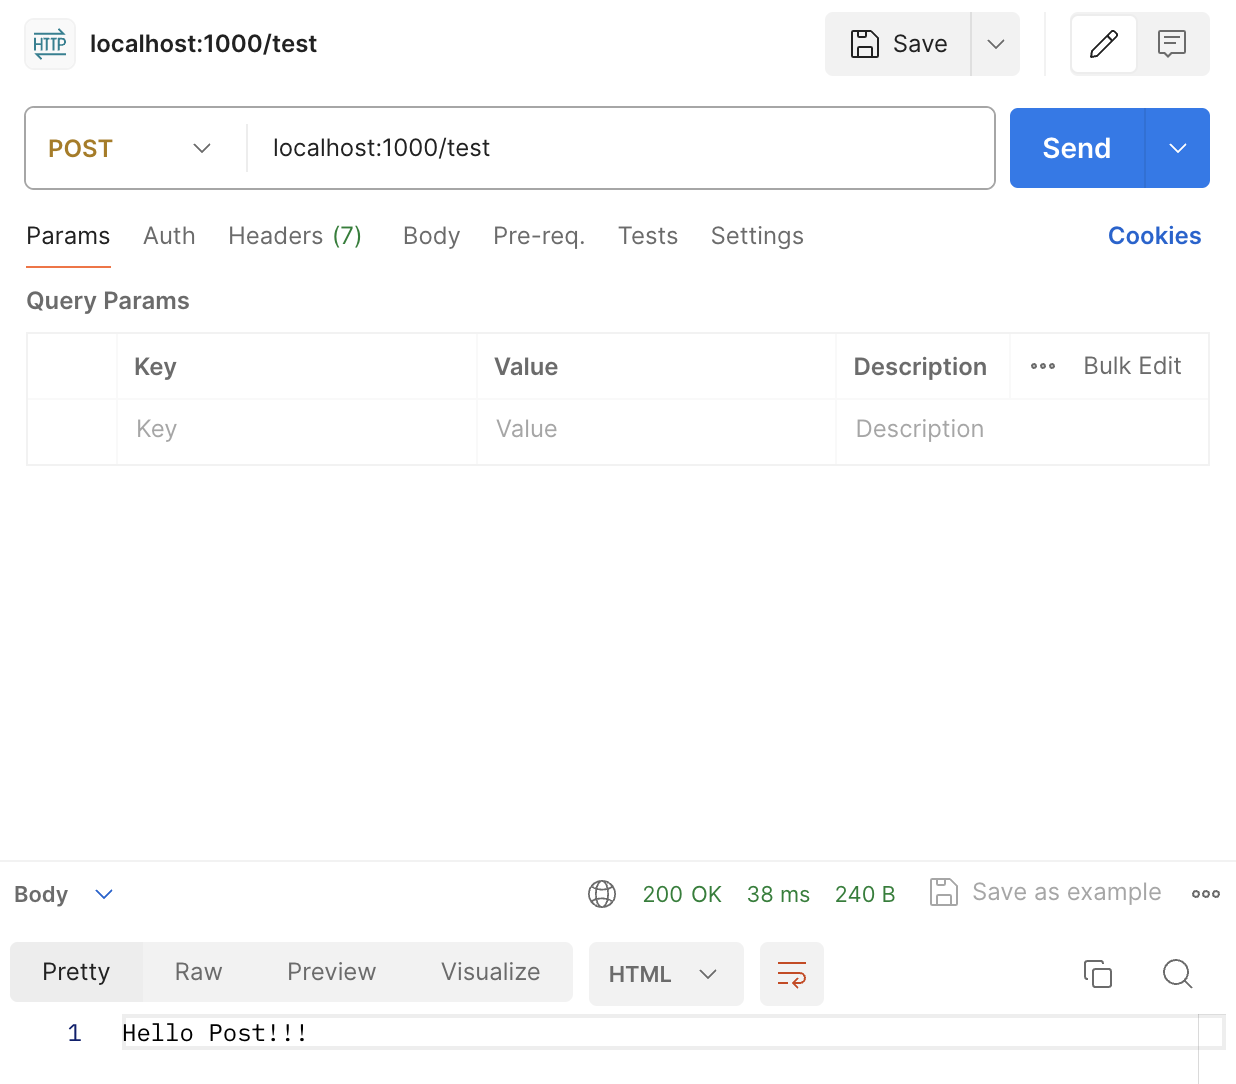 HTTP localhost:1000/test Save
POST localhost:1000/test Send
Params Auth Headers (7) Body Pre-req. Tests Settings Cookies
Query Params
Key Value Description Bulk Edit
Key Value Description
Body 200 OK 38 ms 240 B Save as example
Pretty Raw Preview Visualize HTML
1 Hello Post!!!